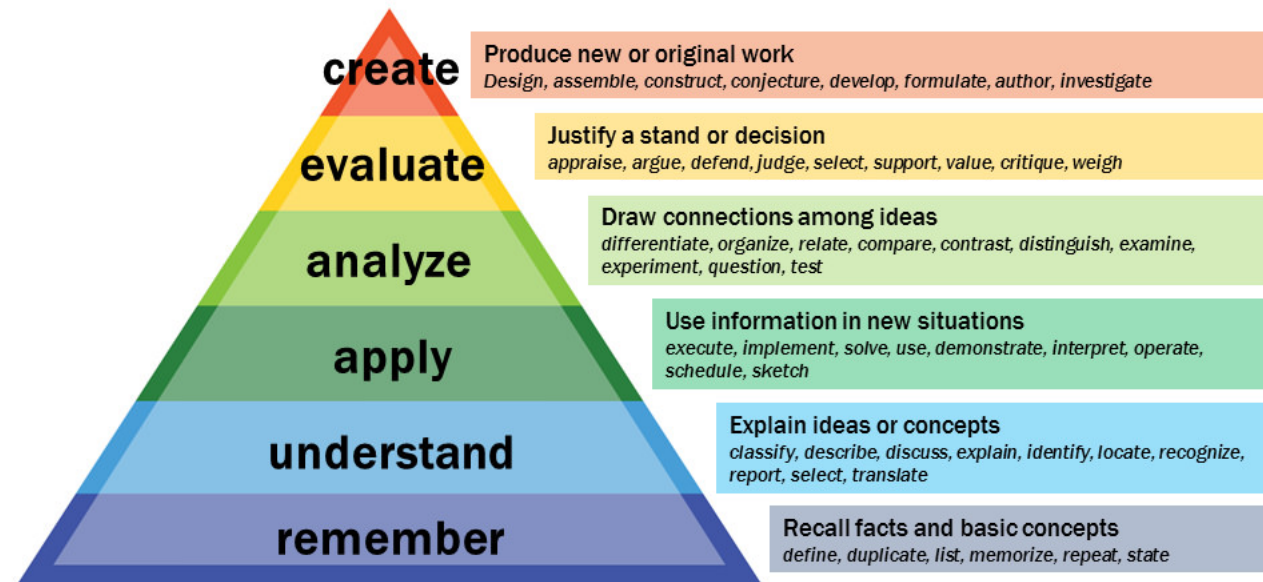 create
Produce new or original work
Design, assemble, construct, conjecture, develop, formulate, author, investigate
evaluate
Justify a stand or decision
appraise, argue, defend, judge, select, support, value, critique, weigh
analyze
Draw connections among ideas
differentiate, organize, relate, compare, contrast, distinguish, examine,
experiment, question, test
apply
Use information in new situations
execute, implement, solve, use, demonstrate, interpret, operate,
schedule, sketch
understand
Explain ideas or concepts
classify, describe, discuss, explain, identify, locate, recognize,
report, select, translate
remember
Recall facts and basic concepts
define, duplicate, list, memorize, repeat, state